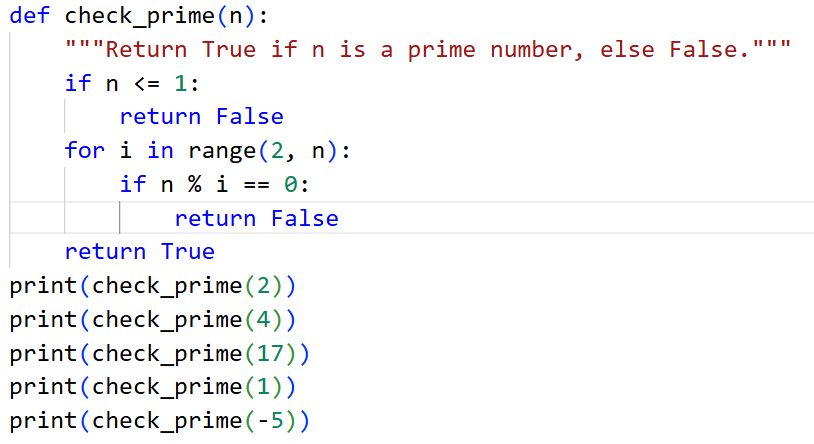 def check_prime(n):
    """Return True if n is a prime number, else False."""
    if n <= 1:
        return False
    for i in range(2, n):
        if n % i == 0:
            return False
    return True
print(check_prime(2))
print(check_prime(4))
print(check_prime(17))
print(check_prime(1))
print(check_prime(-5))